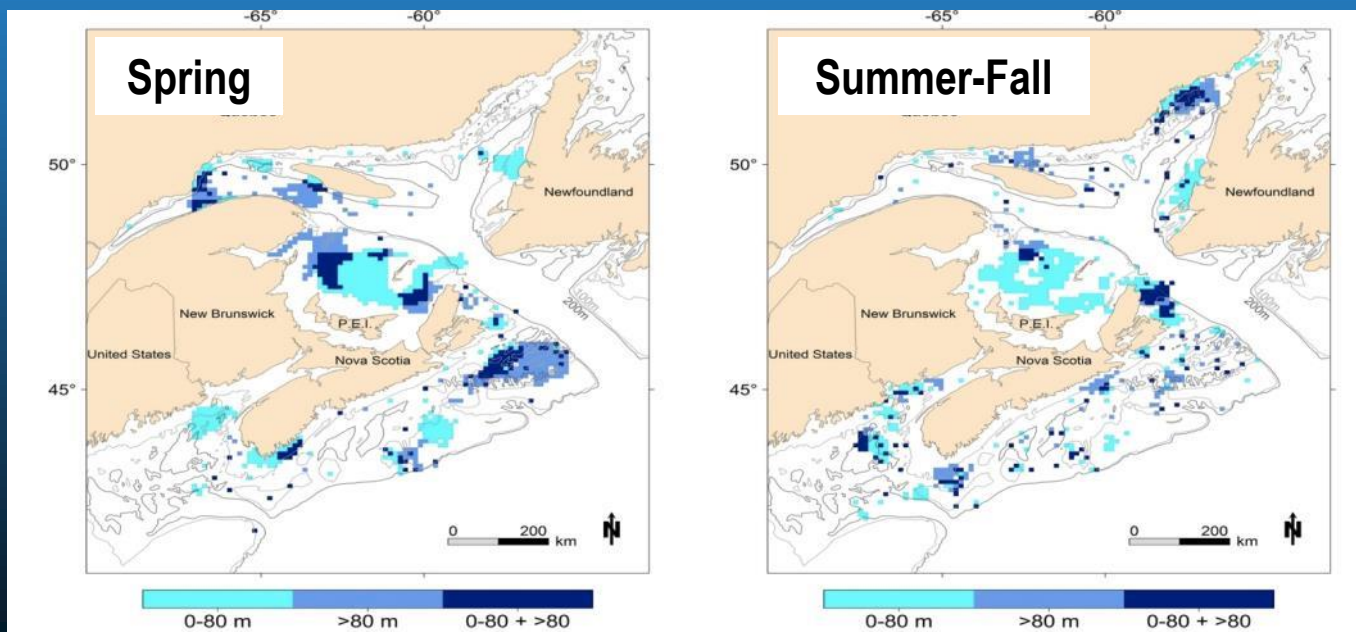 Spring
-65° -60°
50°
45°
Newfoundland
New Brunswick
P.E.I.
United States
Nova Scotia
100m
200m
0 200
km
N
0-80 m >80 m 0-80 + >80
Summer-Fall
-65° -60°
50°
45°
Newfoundland
New Brunswick
P.E.I.
United States
Nova Scotia
100m
200m
0 200
km
N
0-80 m >80 m 0-80 + >80